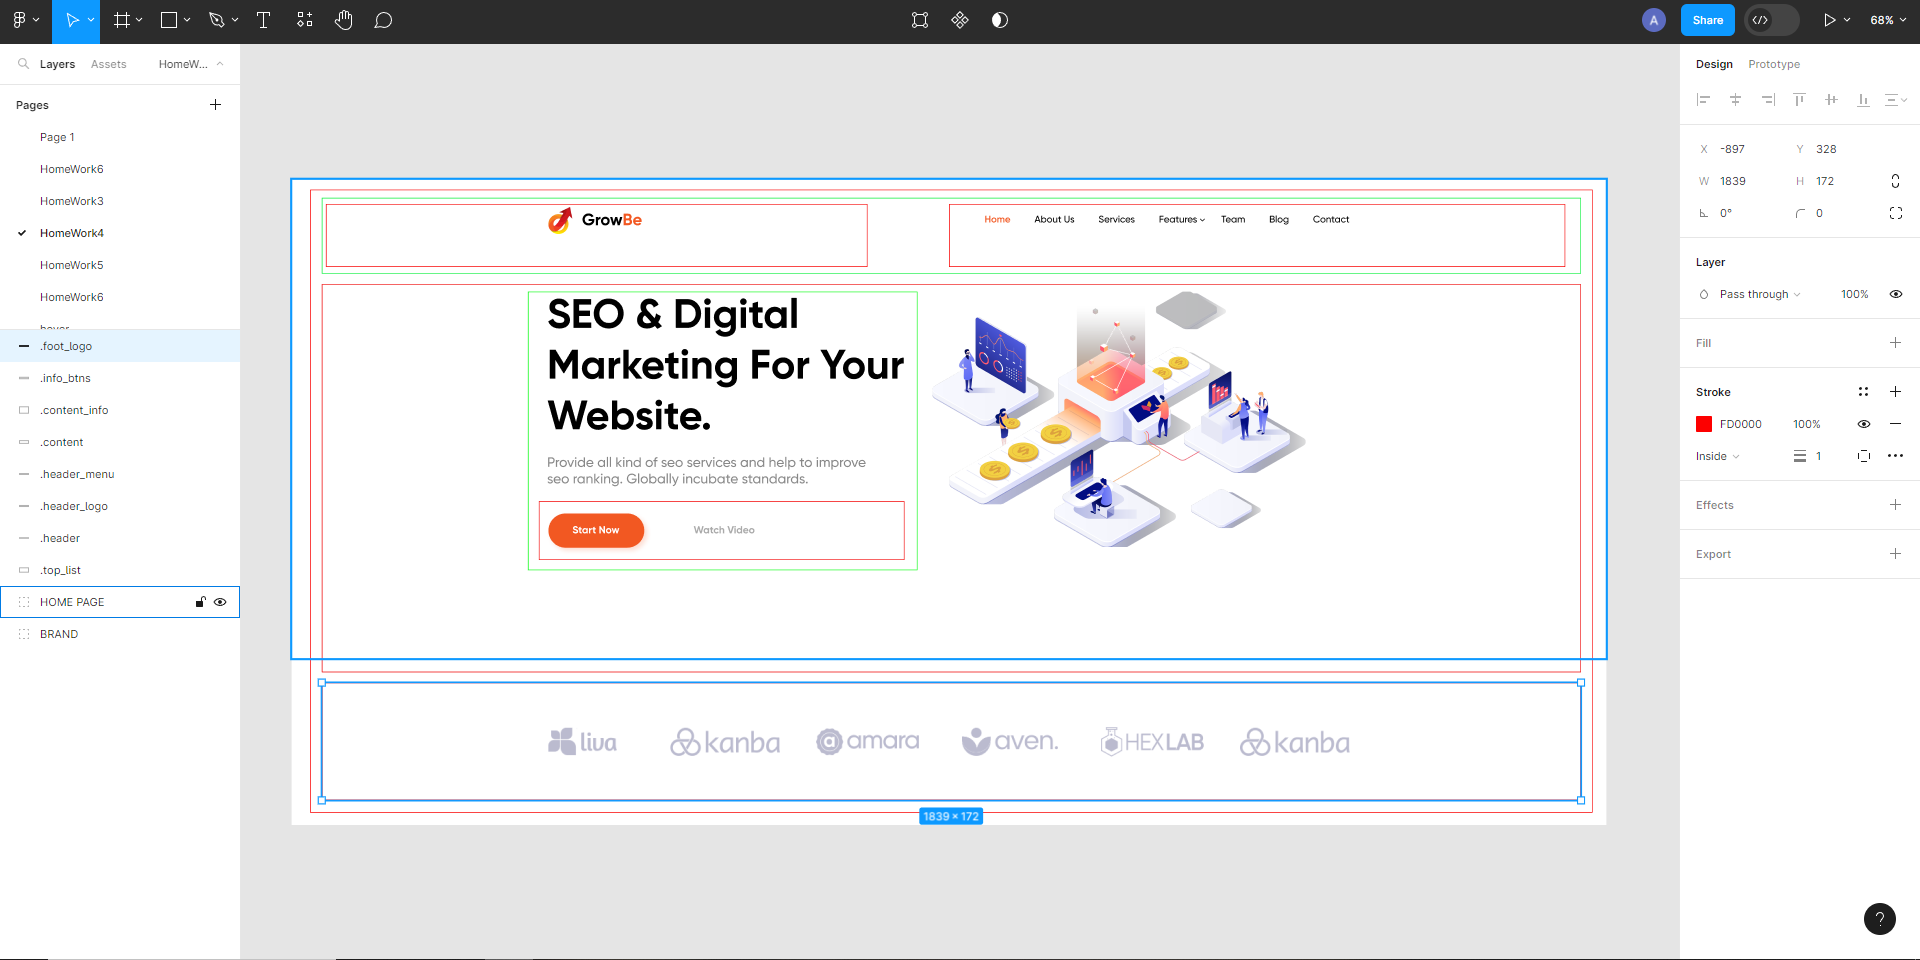 A
Share
68%
Layers
Assets
HomeW...
Pages
Page 1
HomeWork6
HomeWork3
HomeWork4
HomeWork5
HomeWork6
hover
.foot_logo
.info_btns
.content_info
.content
.header_menu
.header_logo
.header
.top_list
HOME PAGE
BRAND
GrowBe
Home About Us Services Features Team Blog Contact
SEO & Digital
Marketing For Your
Website.
Provide all kind of seo services and help to improve
seo ranking. Globally incubate standards.
Start Now
Watch Video
liva kanba amara aven. HEXLAB kanba
1839 × 172
Design
Prototype
X -897
Y 328
W 1839
H 172
0°
0
Layer
Pass through
100%
Fill
Stroke
FD0000
100%
Inside
1
Effects
Export
?